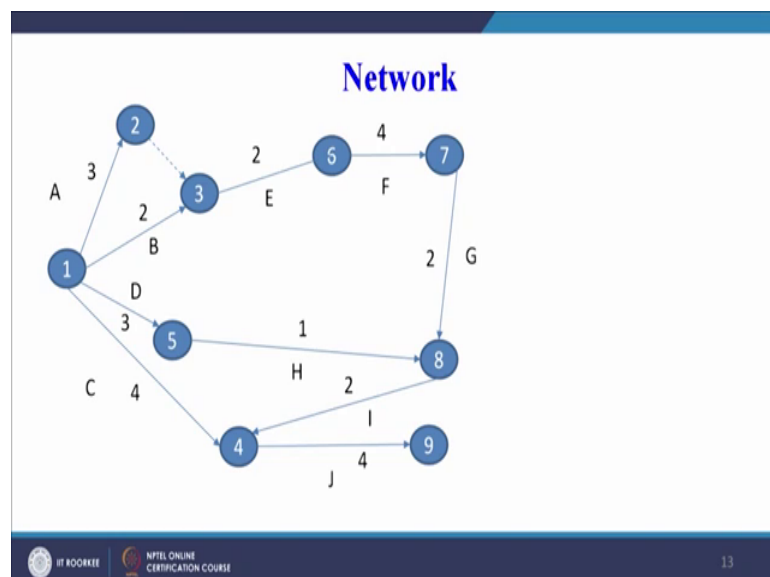 Network
2
3
A
2
E
3
2
B
6
4
F
7
1
D
3
5
1
H
2
G
8
C
4
2
I
4
4
J
9
IIT ROORKEE
NPTEL ONLINE
CERTIFICATION COURSE
13